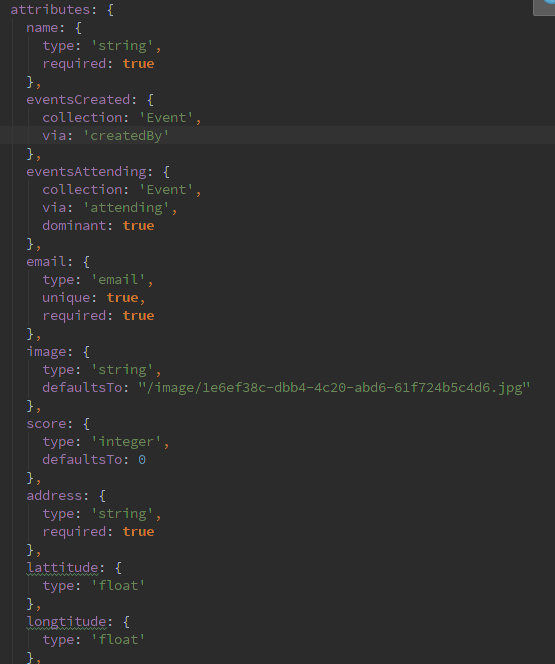 attributes: {
  name: {
    type: 'string',
    required: true
  },
  eventsCreated: {
    collection: 'Event',
    via: 'createdBy'
  },
  eventsAttending: {
    collection: 'Event',
    via: 'attending',
    dominant: true
  },
  email: {
    type: 'email',
    unique: true,
    required: true
  },
  image: {
    type: 'string',
    defaultsTo: "/image/1e6ef38c-dbb4-4c20-abd6-61f724b5c4d6.jpg"
  },
  score: {
    type: 'integer',
    defaultsTo: 0
  },
  address: {
    type: 'string',
    required: true
  },
  lattitude: {
    type: 'float'
  },
  longtitude: {
    type: 'float'
  },